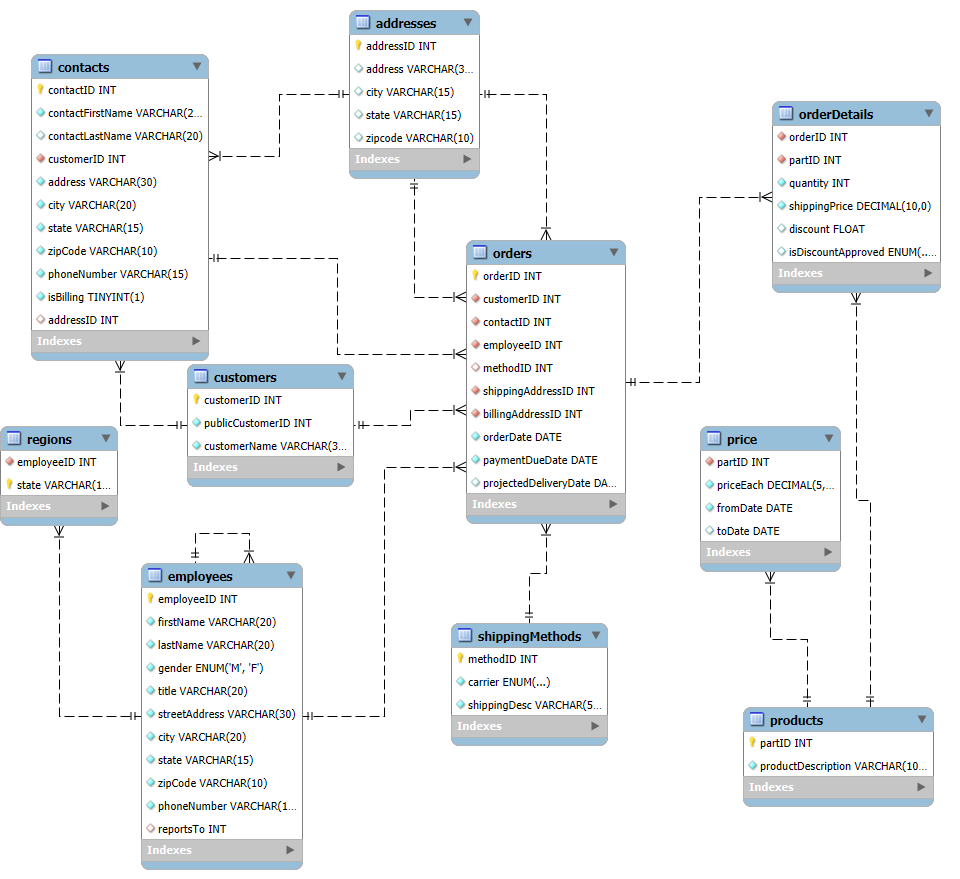 addresses
addressID INT
address VARCHAR(3...
city VARCHAR(15)
state VARCHAR(15)
zipcode VARCHAR(10)
Indexes
contacts
contactID INT
contactFirstName VARCHAR(2...
contactLastName VARCHAR(20)
customerID INT
address VARCHAR(30)
city VARCHAR(20)
state VARCHAR(15)
zipCode VARCHAR(10)
phoneNumber VARCHAR(15)
isBilling TINYINT(1)
addressID INT
Indexes
orderDetails
orderID INT
partID INT
quantity INT
shippingPrice DECIMAL(10,0)
discount FLOAT
isDiscountApproved ENUM(...
Indexes
orders
orderID INT
customerID INT
contactID INT
employeeID INT
methodID INT
shippingAddressID INT
billingAddressID INT
orderDate DATE
paymentDueDate DATE
projectedDeliveryDate DA...
Indexes
customers
customerID INT
publicCustomerID INT
customerName VARCHAR(3...
Indexes
regions
employeeID INT
state VARCHAR(1...
Indexes
price
partID INT
priceEach DECIMAL(5,...
fromDate DATE
toDate DATE
Indexes
employees
employeeID INT
firstName VARCHAR(20)
lastName VARCHAR(20)
gender ENUM('M', 'F')
title VARCHAR(20)
streetAddress VARCHAR(30)
city VARCHAR(20)
state VARCHAR(15)
zipCode VARCHAR(10)
phoneNumber VARCHAR(1...
reportsTo INT
Indexes
shippingMethods
methodID INT
carrier ENUM(...)
shippingDesc VARCHAR(5...
Indexes
products
partID INT
productDescription VARCHAR(10...
Indexes